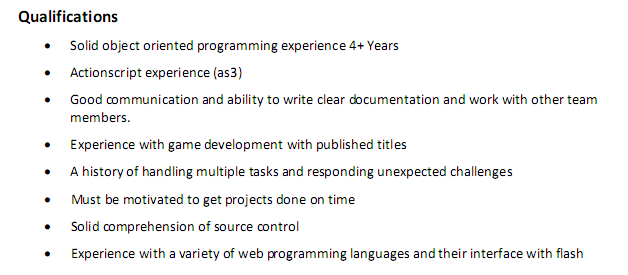 Qualifications
• Solid object oriented programming experience 4+ Years
• Actionscript experience (as3)
• Good communication and ability to write clear documentation and work with other team
members.
• Experience with game development with published titles
• A history of handling multiple tasks and responding unexpected challenges
• Must be motivated to get projects done on time
• Solid comprehension of source control
• Experience with a variety of web programming languages and their interface with flash